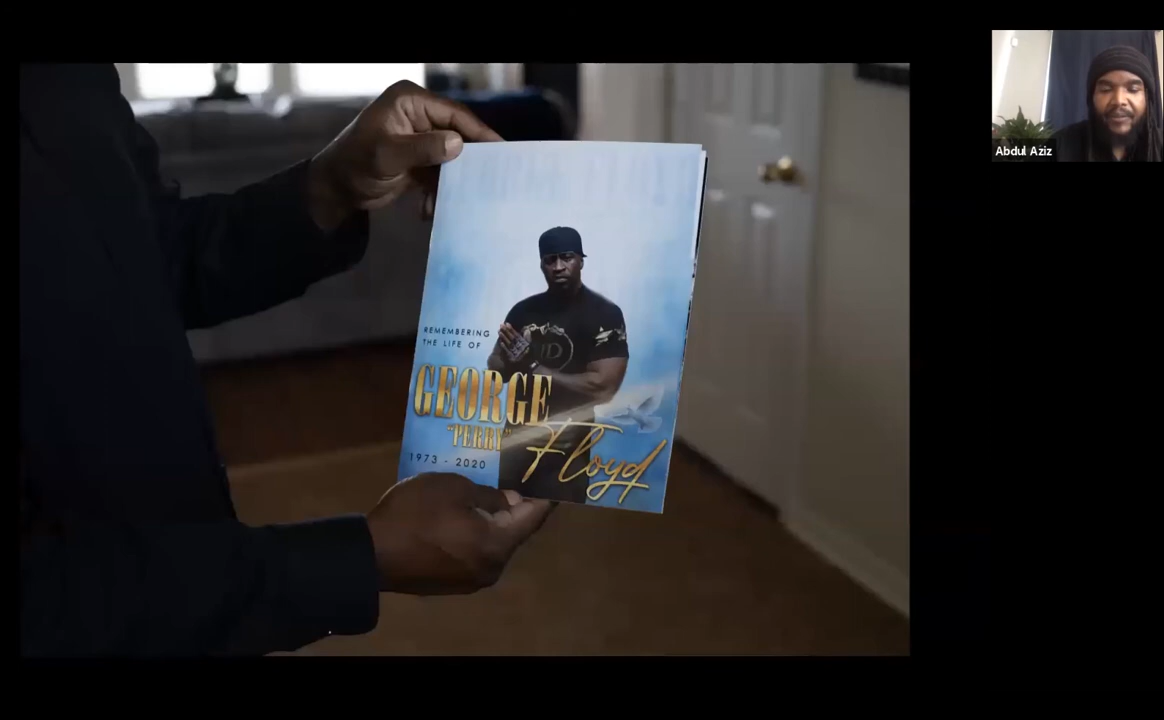 REMEMBERING
THE LIFE OF
GEORGE
"PERRY"
Floyd
1973 - 2020
Abdul Aziz